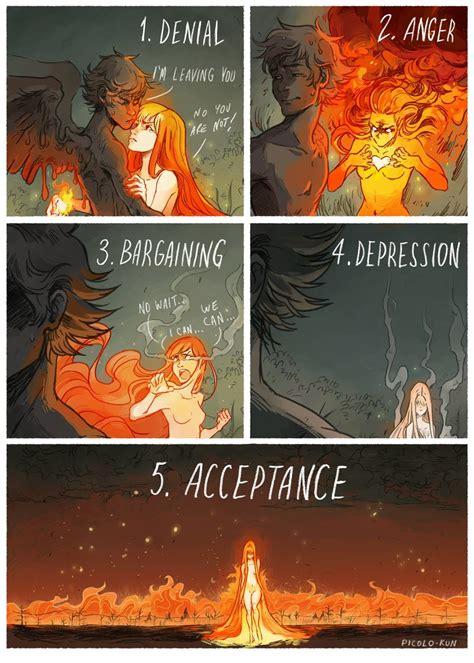 1. DENIAL
I'M LEAVING YOU
NO YOU
ARE NOT!
2. ANGER
3. BARGAINING
NO WAIT...
I CAN...
WE
CAN...
4. DEPRESSION
5. ACCEPTANCE
PICOLO-KUN